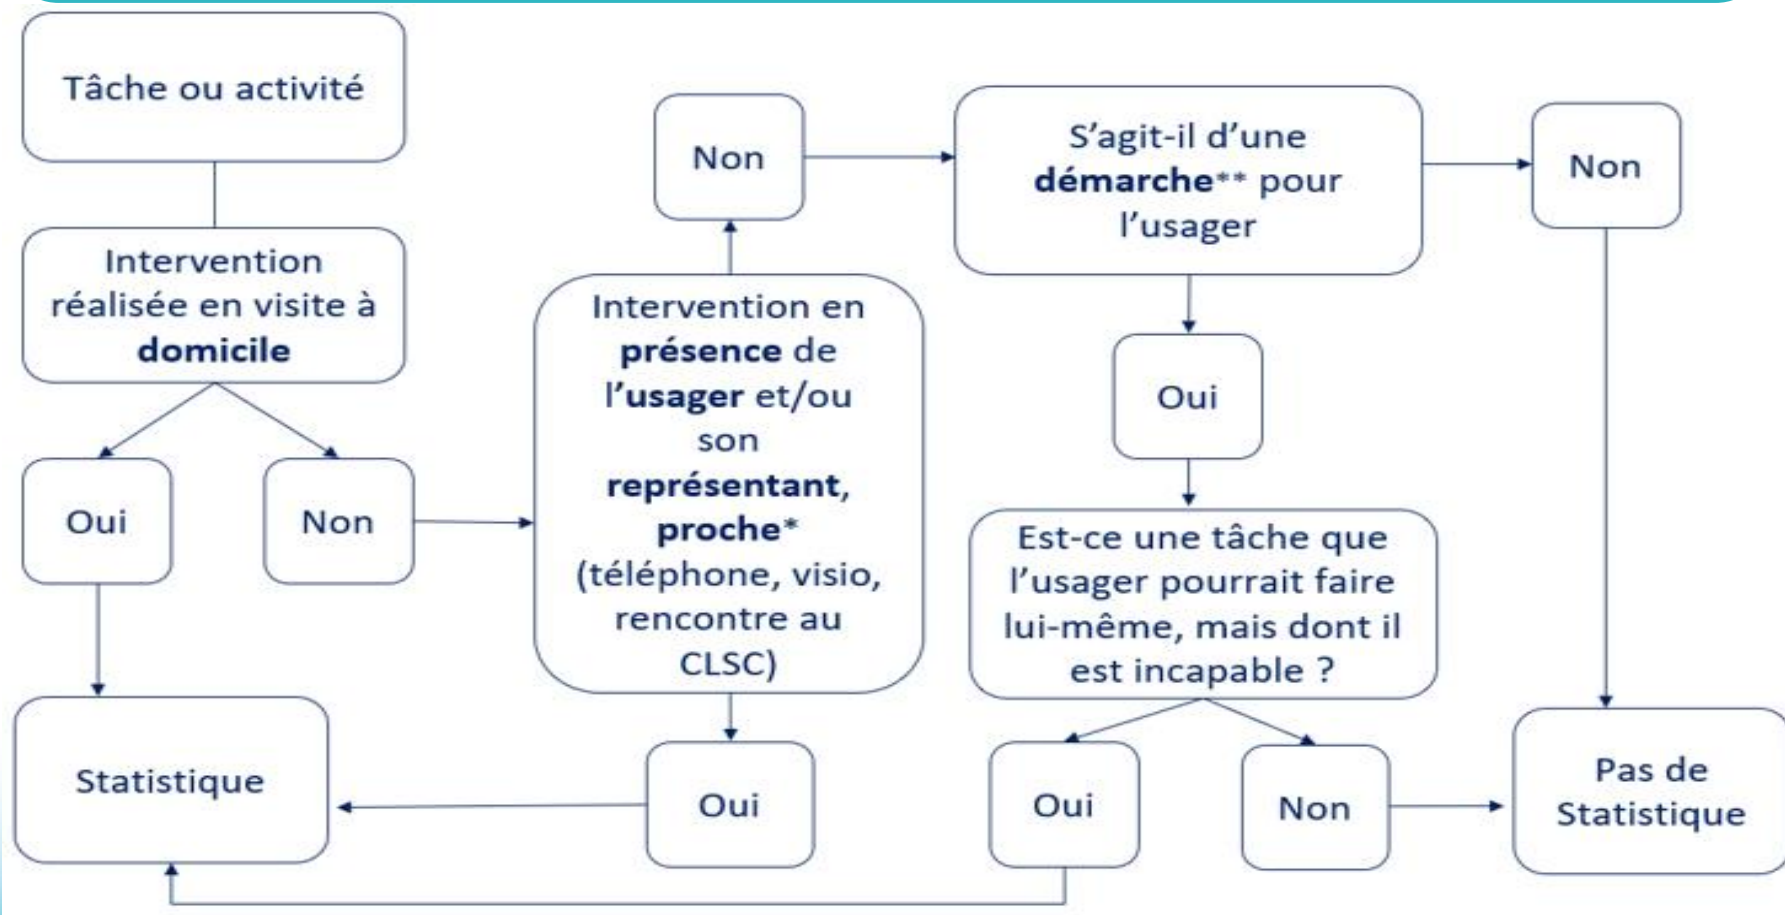 Tâche ou activité
Intervention
réalisée en visite à
domicile
Oui
Non
Statistique
Intervention en
présence de
l'usager et/ou
son
représentant,
proche*
(téléphone, visio,
rencontre au
CLSC)
Non
Oui
S'agit-il d'une
démarche** pour
l'usager
Non
Oui
Est-ce une tâche que
l'usager pourrait faire
lui-même, mais dont il
est incapable ?
Oui
Non
Pas de
Statistique